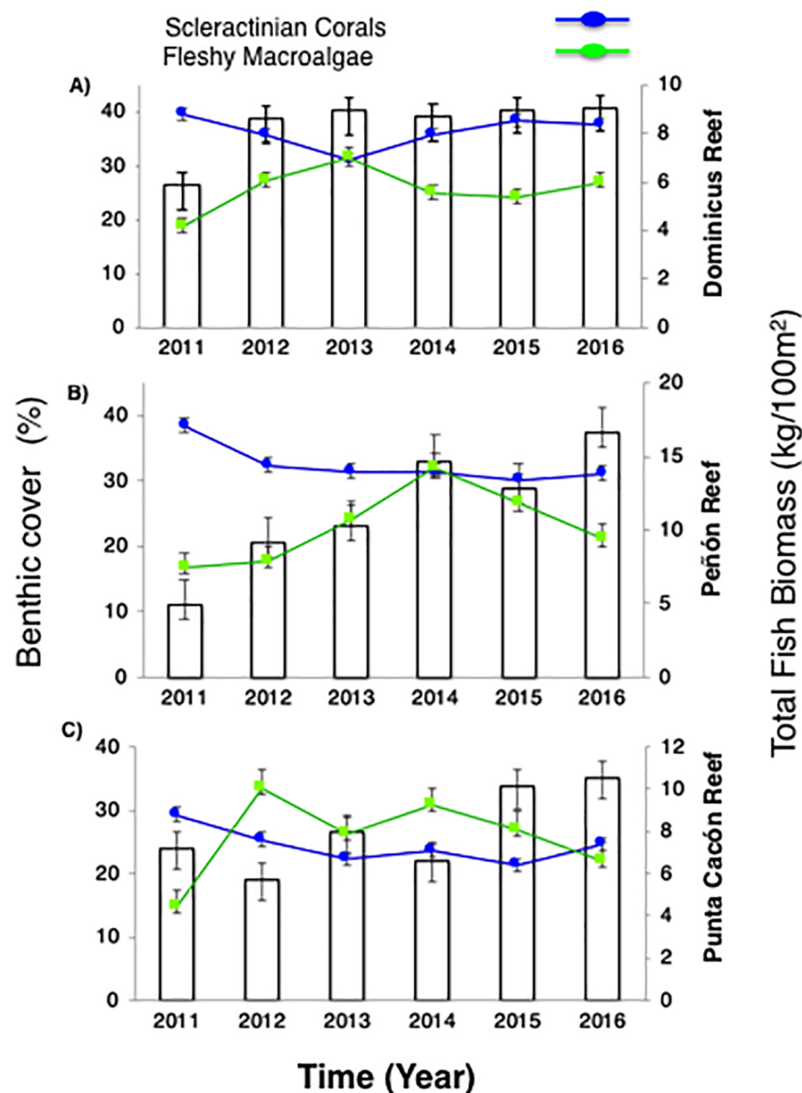 Scleractinian Corals
Fleshy Macroalgae
A)
40
30
20
10
0
10
8
6
4
2
0
2011 2012 2013 2014 2015 2016
Dominicus Reef
B)
40
30
20
10
0
20
15
10
5
0
2011 2012 2013 2014 2015 2016
Peñón Reef
C)
40
30
20
10
0
12
10
8
6
4
2
0
2011 2012 2013 2014 2015 2016
Punta Cacón Reef
Benthic cover (%)
Total Fish Biomass (kg/100m²)
Time (Year)